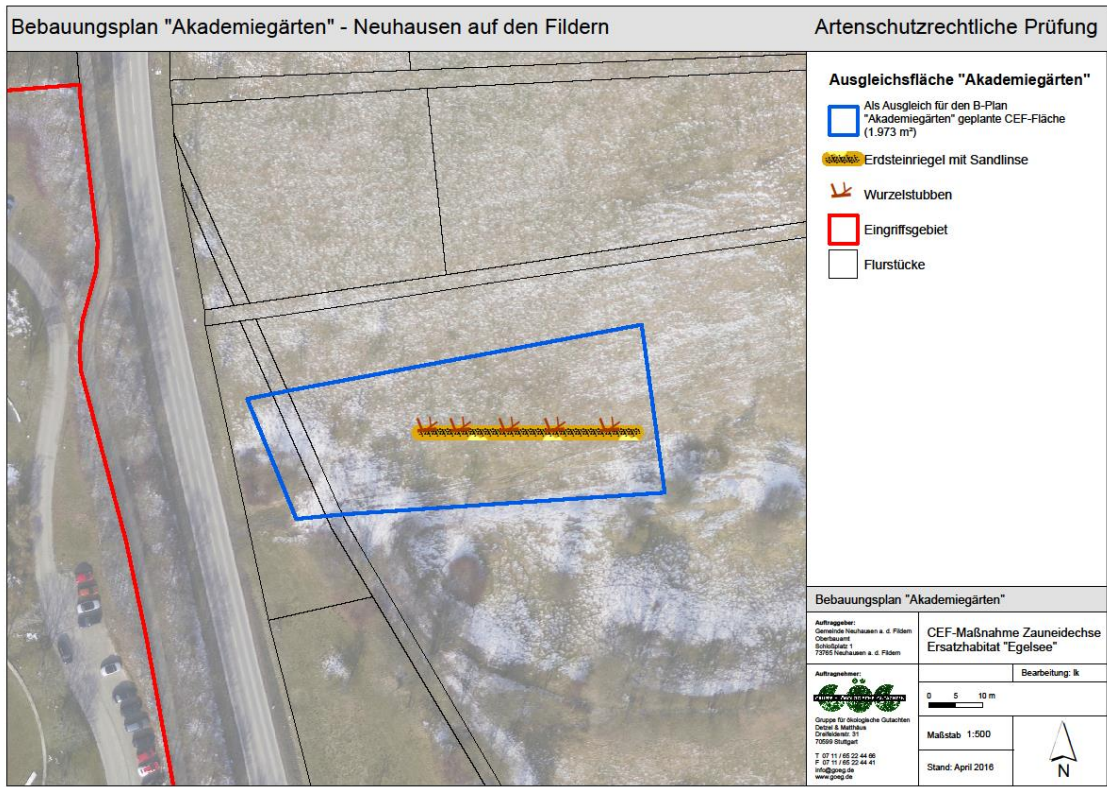 Bebauungsplan "Akademiegärten" - Neuhausen auf den Fildern
Artenschutzrechtliche Prüfung
Ausgleichsfläche "Akademiegärten"
Als Ausgleich für den B-Plan
"Akademiegärten" geplante CEF-Fläche
(1.973 m²)
Erdsteinriegel mit Sandlinse
Wurzelstubben
Eingriffsgebiet
Flurstücke
Bebauungsplan "Akademiegärten"
Auftraggeber:
Gemeinde Neuhausen a. d. Fildern
Oberbauamt
Schloßplatz 1
73765 Neuhausen a. d. Fildern
CEF-Maßnahme Zauneidechse
Ersatzhabitat "Egelsee"
Auftragnehmer:
Gruppe für ökologische Gutachten
Detzel & Matthäus
Dreifelderstr. 31
70599 Stuttgart
T 07 11 / 65 22 44 66
F 07 11 / 65 22 44 41
info@goeg.de
www.goeg.de
Bearbeitung: lk
0 5 10 m
Maßstab 1:500
Stand: April 2016
N